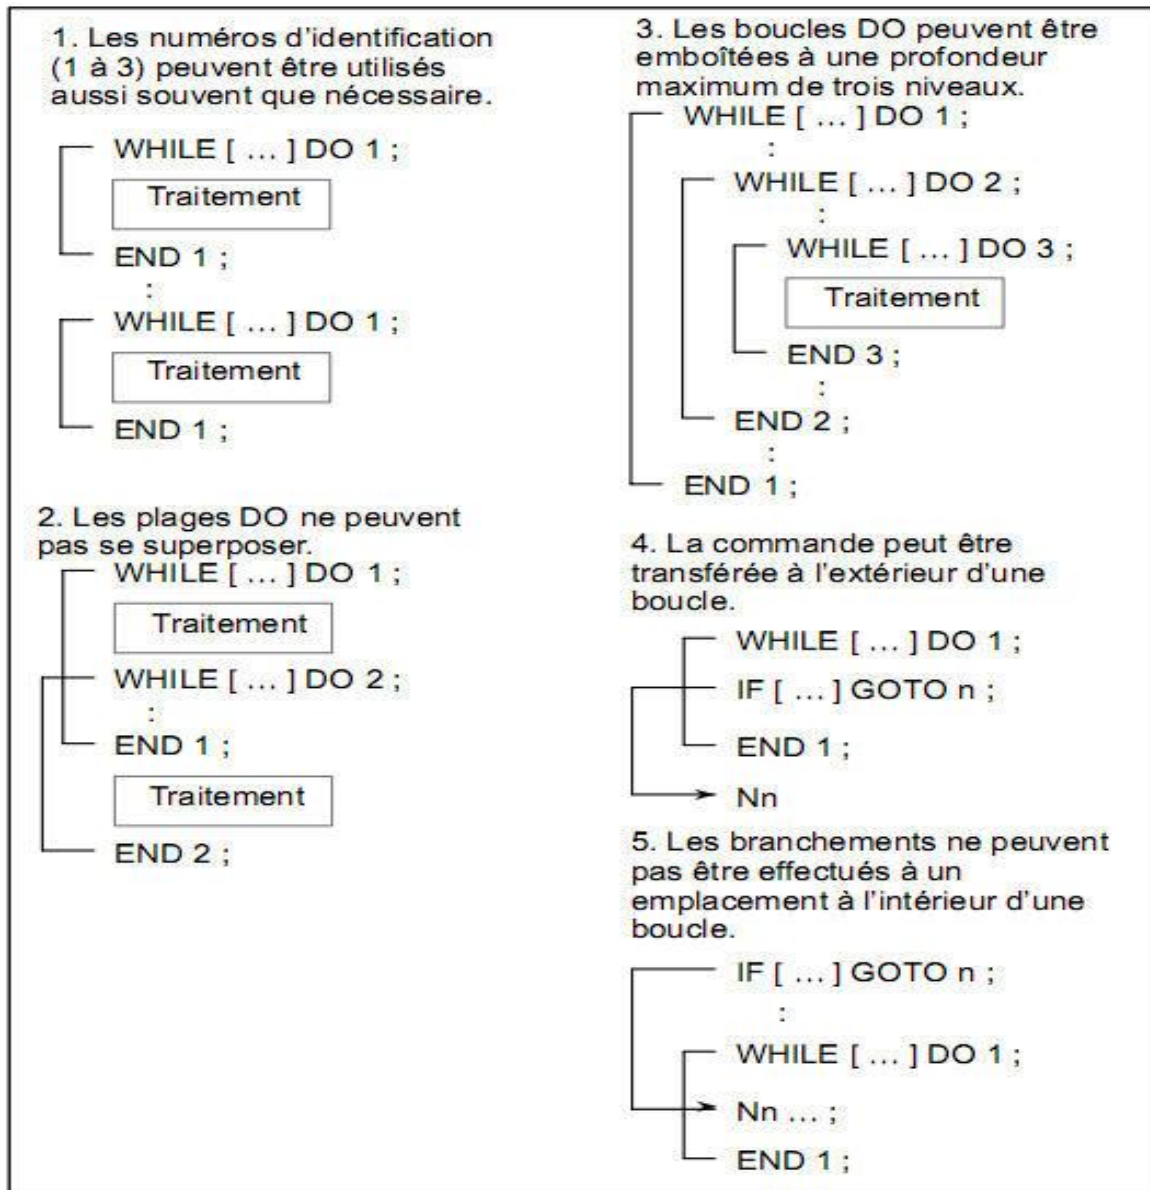 1. Les numéros d'identification
(1 à 3) peuvent être utilisés
aussi souvent que nécessaire.
WHILE [ ... ] DO 1 ;
Traitement
END 1 ;
:
WHILE [ ... ] DO 1 ;
Traitement
END 1 ;
2. Les plages DO ne peuvent
pas se superposer.
WHILE [ ... ] DO 1 ;
Traitement
WHILE [ ... ] DO 2 ;
:
END 1 ;
Traitement
END 2 ;
3. Les boucles DO peuvent être
emboîtées à une profondeur
maximum de trois niveaux.
WHILE [ ... ] DO 1 ;
:
WHILE [ ... ] DO 2 ;
:
WHILE [ ... ] DO 3 ;
Traitement
END 3 ;
:
END 2 ;
:
END 1 ;
4. La commande peut être
transférée à l'extérieur d'une
boucle.
WHILE [ ... ] DO 1 ;
IF [ ... ] GOTO n ;
END 1 ;
Nn
5. Les branchements ne peuvent
pas être effectués à un
emplacement à l'intérieur d'une
boucle.
IF [ ... ] GOTO n ;
:
WHILE [ ... ] DO 1 ;
Nn ... ;
END 1 ;